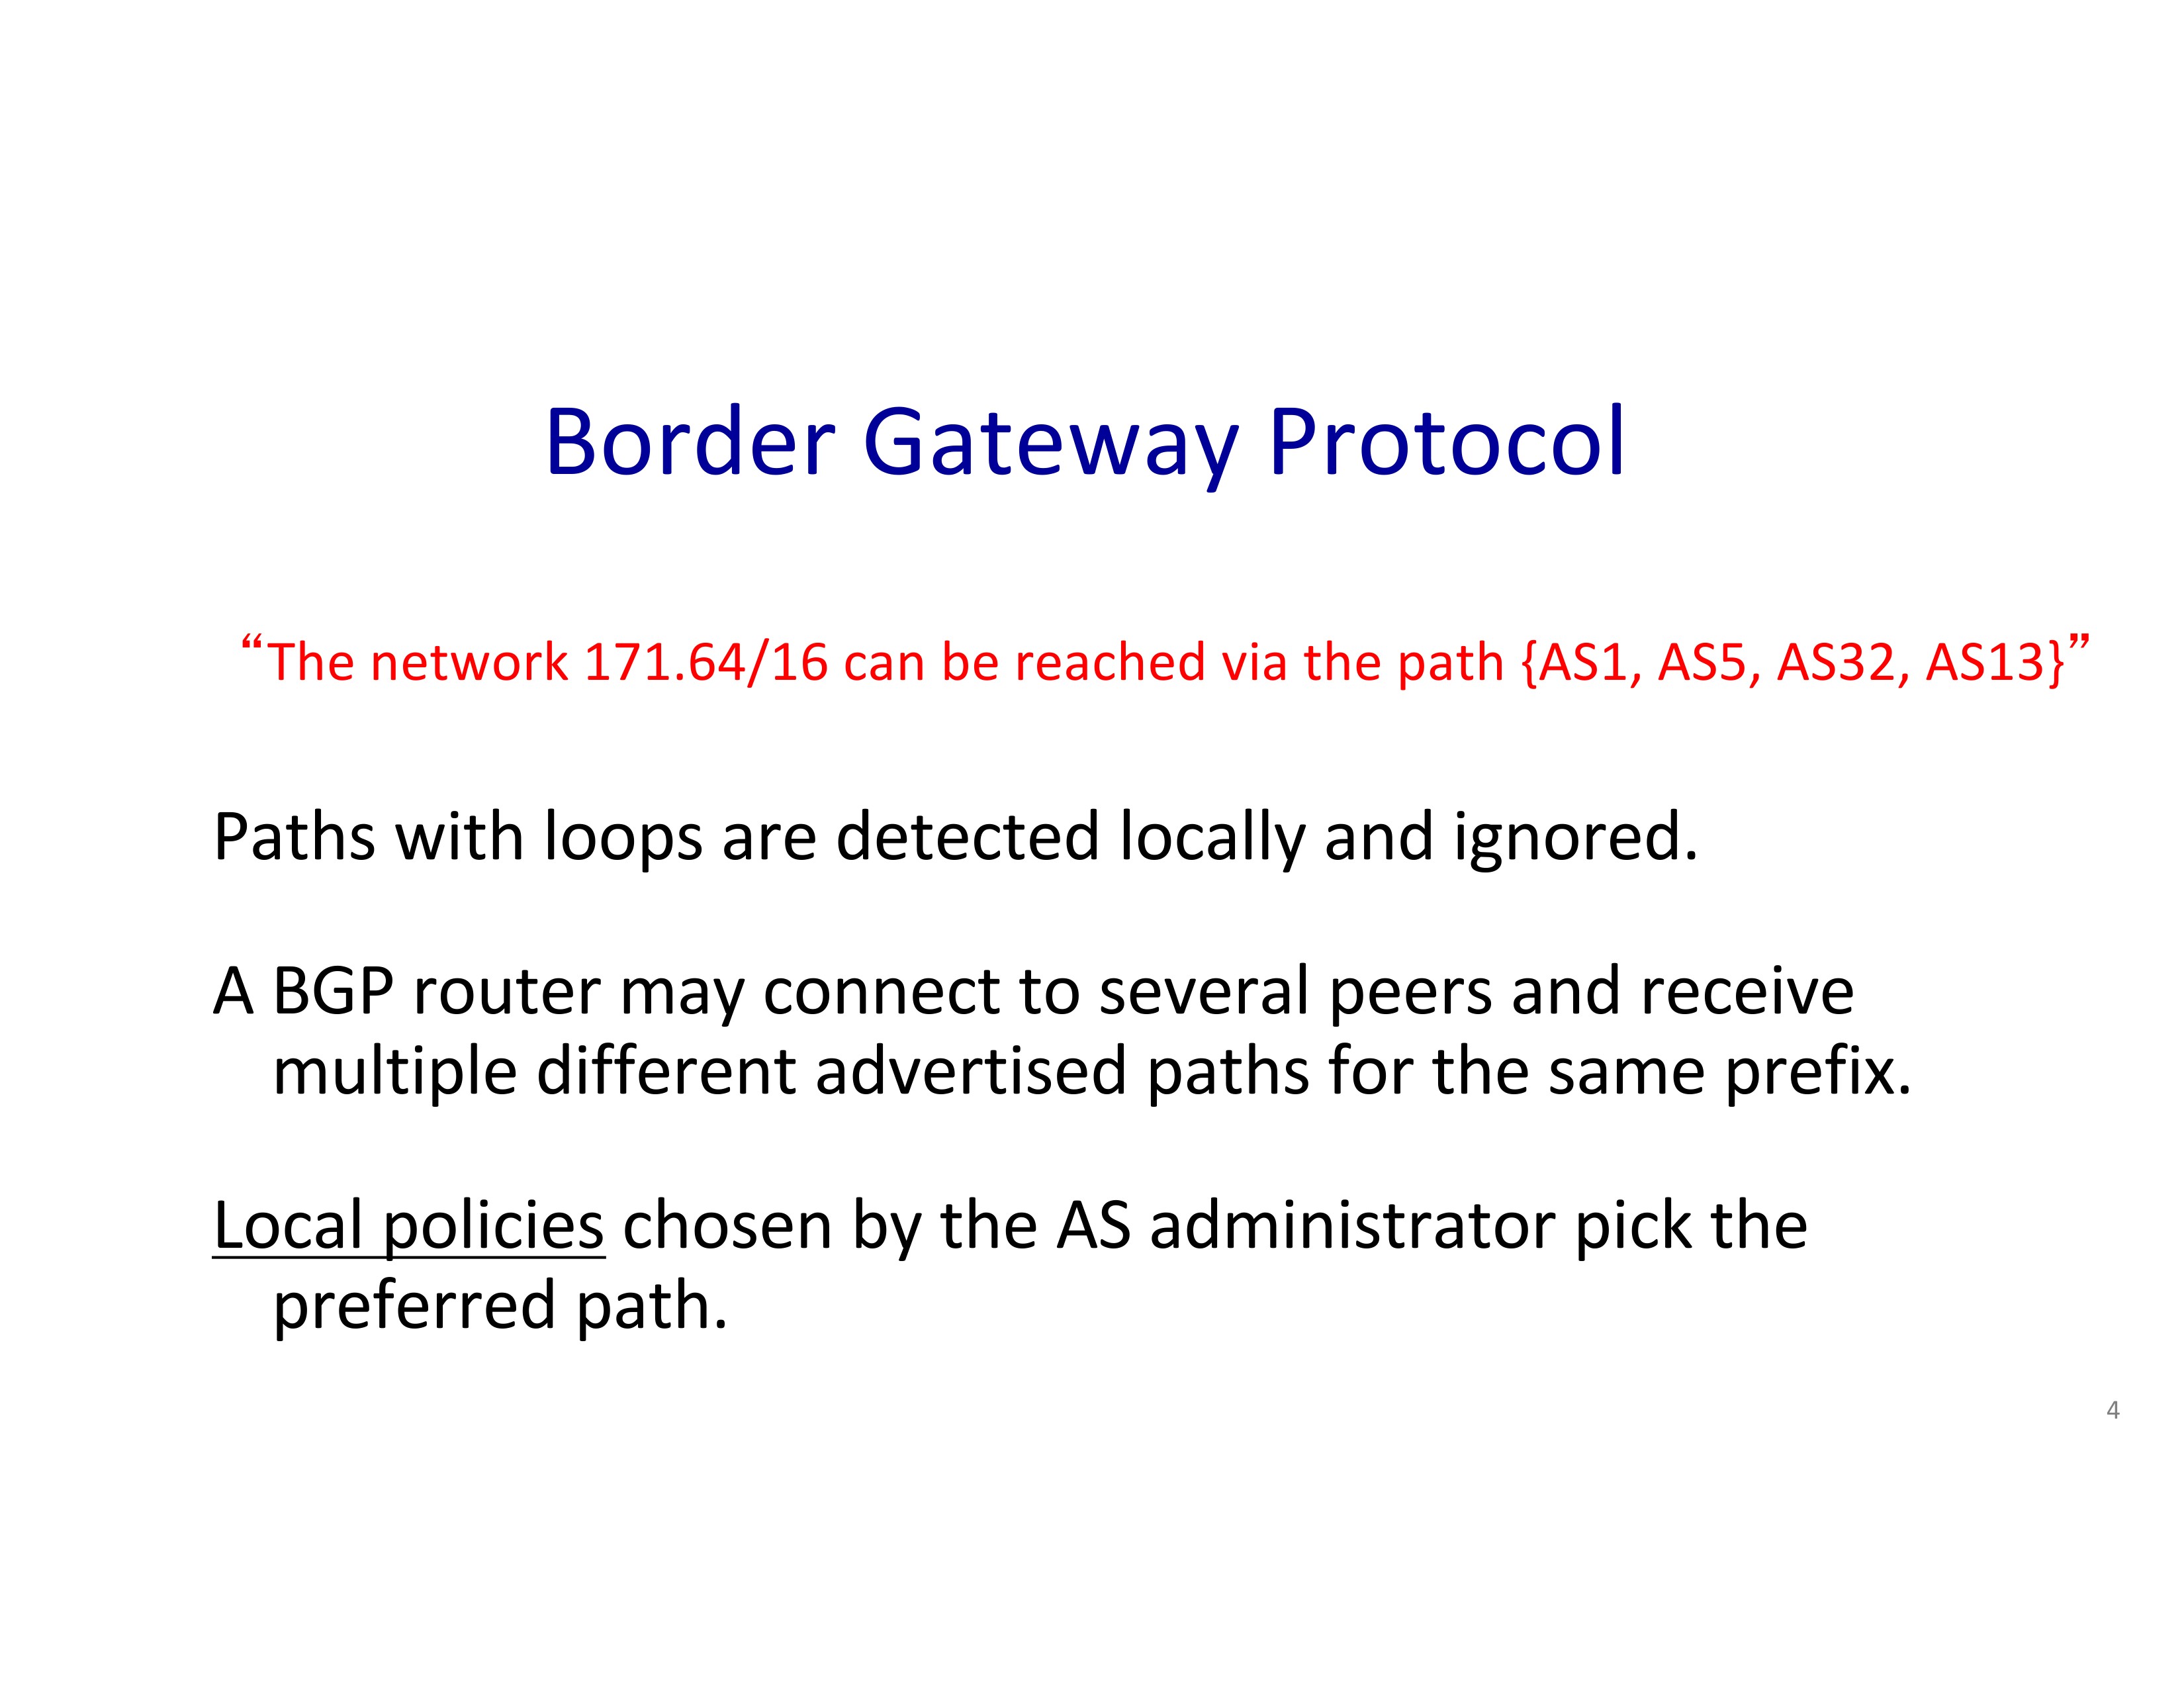 Border Gateway Protocol
“The network 171.64/16 can be reached via the path {AS1, AS5, AS32, AS13}”
Paths with loops are detected locally and ignored.
A BGP router may connect to several peers and receive
multiple different advertised paths for the same prefix.
Local policies chosen by the AS administrator pick the
preferred path.
4